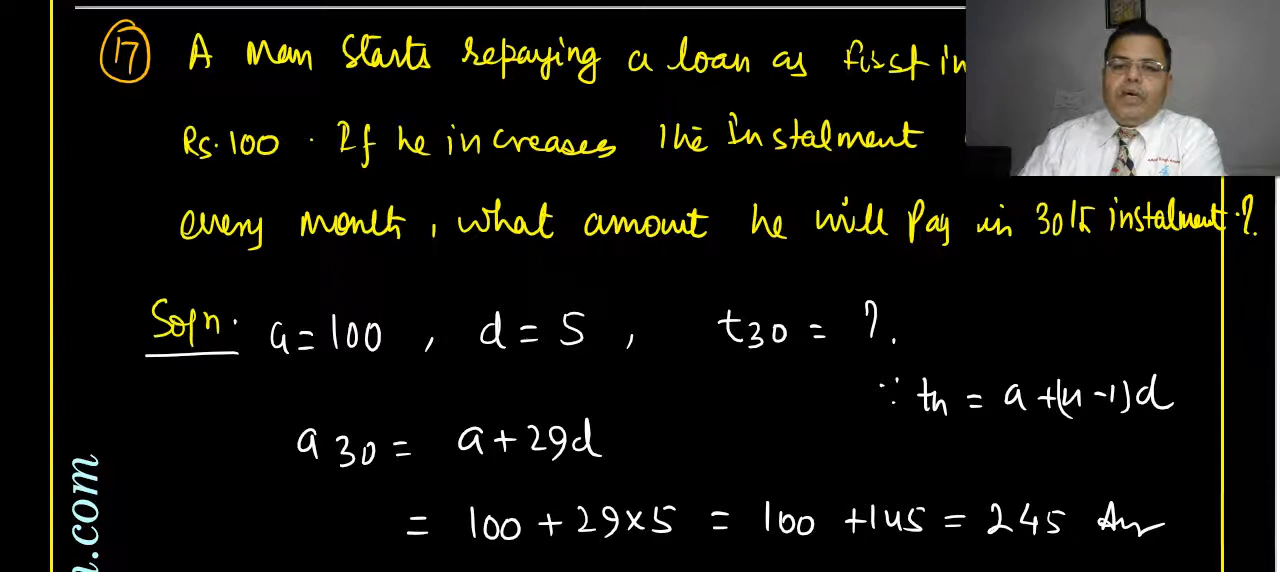 17 A man starts repaying a loan as first in
Rs. 100. If he increases the Instalment
every month, what amount he will pay in 30th instalment.?
Soln. a = 100, d = 5, t30 = ?.
∵ tn = a + (n - 1) d
a30 = a + 29d
= 100 + 29 × 5 = 100 + 145 = 245 Ans
n.com